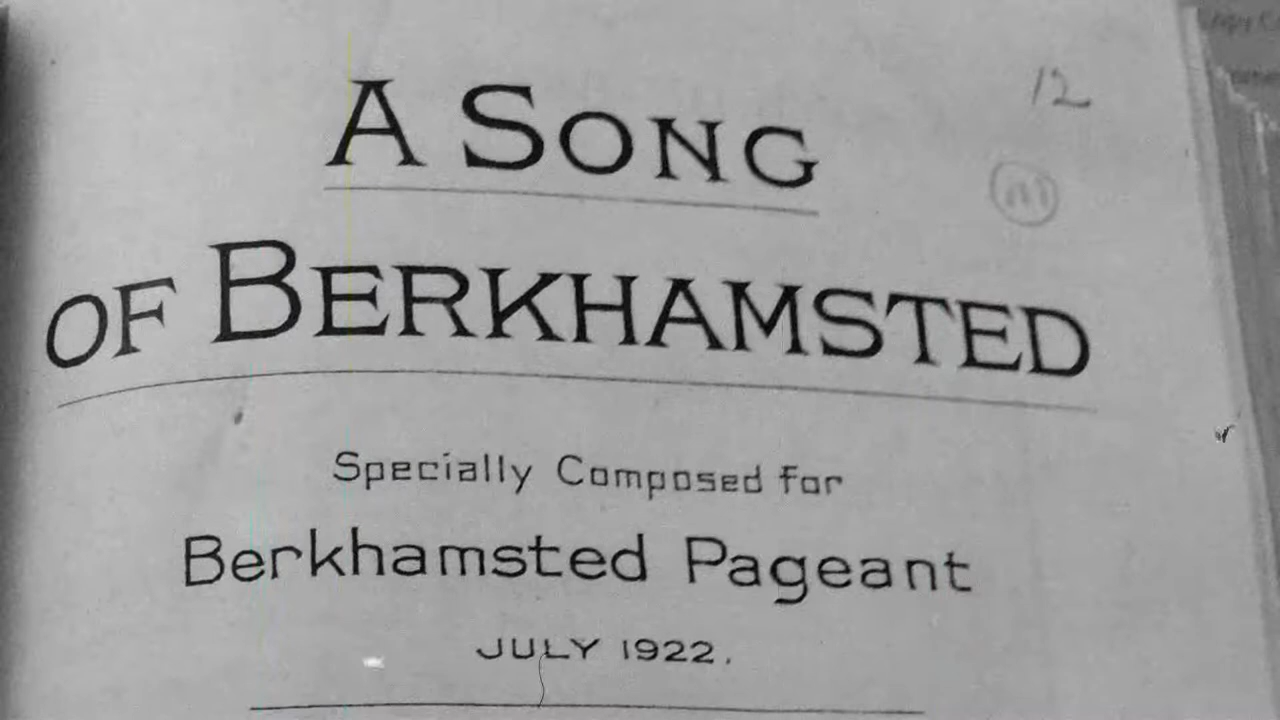 12
A SONG
OF BERKHAMSTED
Specially Composed for
Berkhamsted Pageant
JULY 1922.